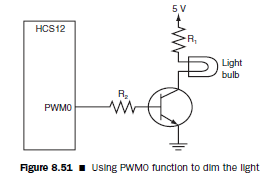 5 V
HCS12
R₁
Light
bulb
R₂
PWM0
Figure 8.51 ■ Using PWM0 function to dim the light